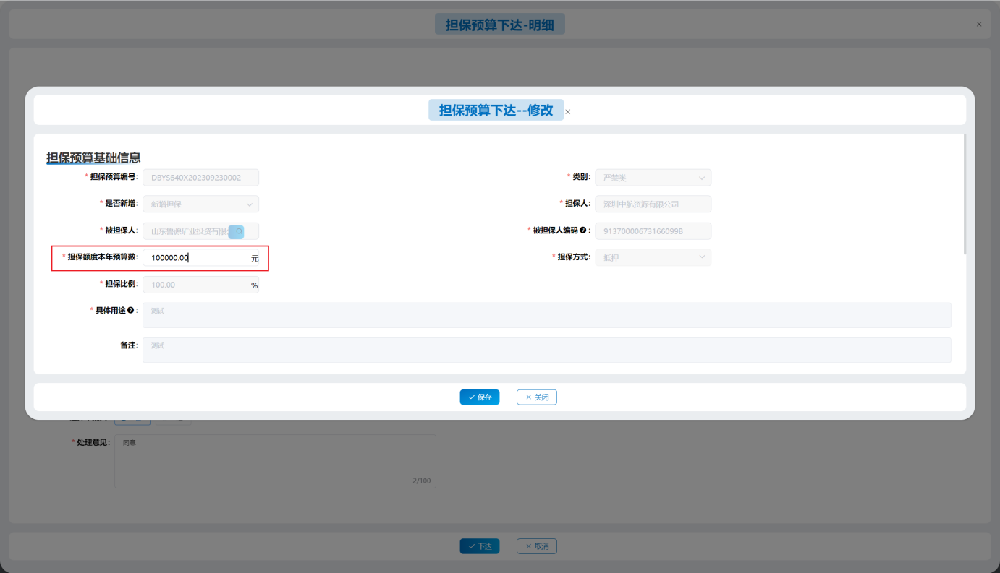 担保预算下达-明细
担保预算下达--修改
担保预算基础信息
* 担保预算编号: DBYS640X202309230002
* 类别: 严禁类
* 是否新增: 新增担保
* 担保人: 深圳中航资源有限公司
* 被担保人: 山东鲁源矿业投资有限
* 被担保人编码 : 91370000673166099B
* 担保额度本年预算数: 100000.00 元
* 担保方式: 抵押
* 担保比例: 100.00 %
* 具体用途 : 测试
备注: 测试
保存
关闭
* 处理意见: 同意
2/100
下达
取消